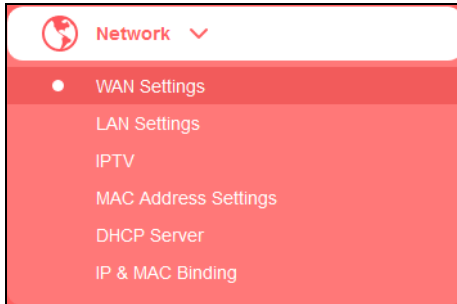 Network
WAN Settings
LAN Settings
IPTV
MAC Address Settings
DHCP Server
IP & MAC Binding